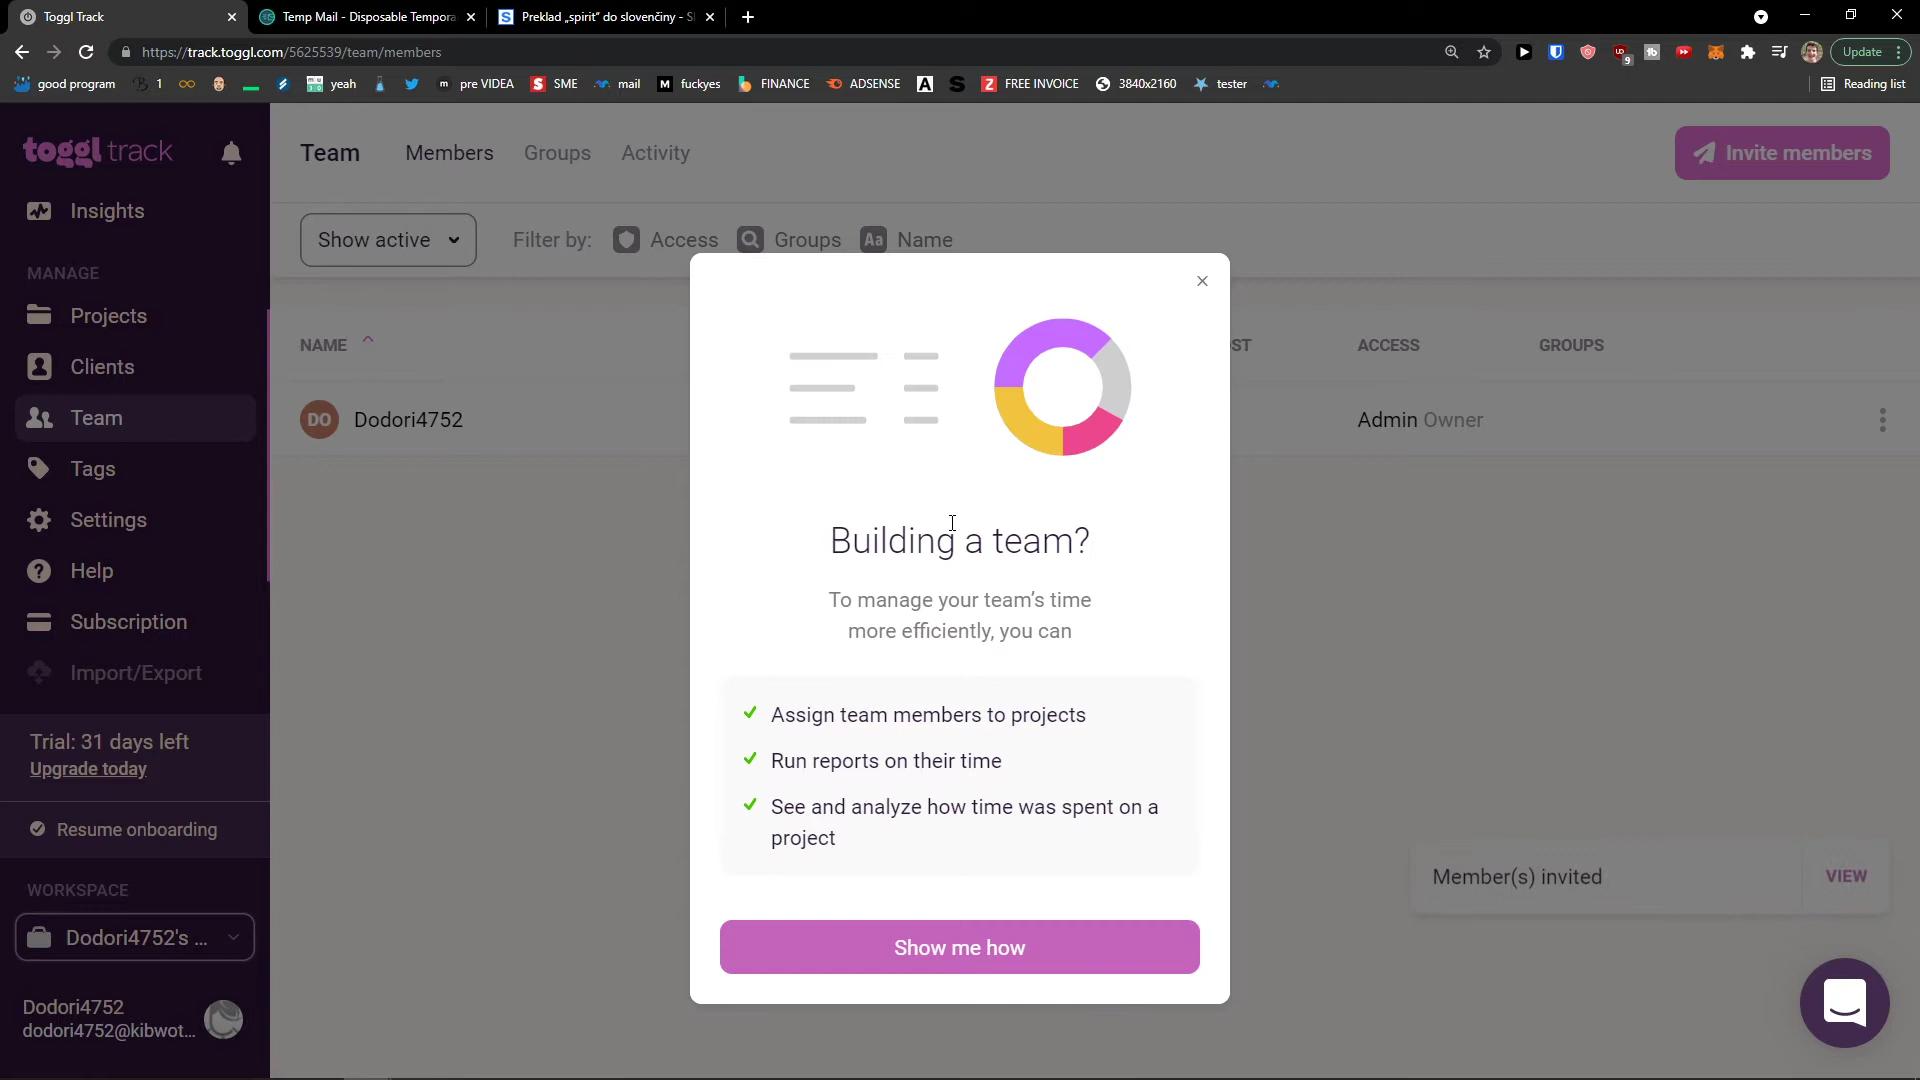 Toggl Track
Temp Mail - Disposable Tempora
Preklad „spirit“ do slovenčiny - S
https://track.toggl.com/5625539/team/members
Update
good program
1
yeah
pre VIDEA
SME
mail
fuckyes
FINANCE
ADSENSE
FREE INVOICE
3840x2160
tester
Reading list
toggl track
Team
Members
Groups
Activity
Invite members
Insights
Show active
Filter by:
Access
Groups
Aa
Name
MANAGE
Projects
Clients
Team
Tags
Settings
Help
Subscription
Import/Export
Trial: 31 days left
Upgrade today
Resume onboarding
WORKSPACE
Dodori4752's ...
Dodori4752
dodori4752@kibwot...
NAME
OST
ACCESS
GROUPS
DO
Dodori4752
Admin Owner
Building a team?
To manage your team's time
more efficiently, you can
Assign team members to projects
Run reports on their time
See and analyze how time was spent on a
project
Show me how
Member(s) invited
VIEW